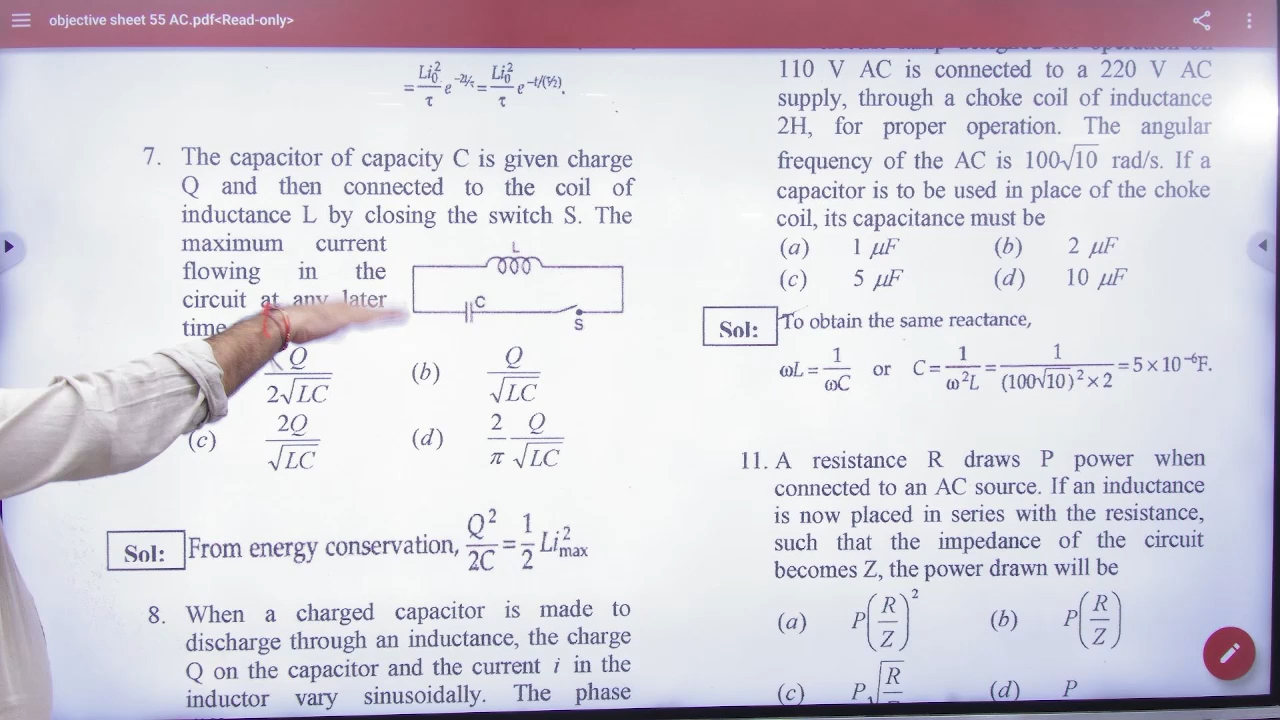 objective sheet 55 AC.pdf<Read-only>
= Li₀²/τ e^(-2t/τ) = Li₀²/τ e^(-t/(τ/2)).
7. The capacitor of capacity C is given charge
Q and then connected to the coil of
inductance L by closing the switch S. The
maximum current
flowing in the
circuit at any later
time
L
C
S
Q/(2√LC)
(b) Q/√LC
(c) 2Q/√LC
(d) 2/π Q/√LC
Sol: From energy conservation, Q²/2C = 1/2 Li²max
8. When a charged capacitor is made to
discharge through an inductance, the charge
Q on the capacitor and the current i in the
inductor vary sinusoidally. The phase
110 V AC is connected to a 220 V AC
supply, through a choke coil of inductance
2H, for proper operation. The angular
frequency of the AC is 100√10 rad/s. If a
capacitor is to be used in place of the choke
coil, its capacitance must be
(a) 1 μF (b) 2 μF
(c) 5 μF (d) 10 μF
Sol: To obtain the same reactance,
ωL = 1/ωC or C = 1/ω²L = 1/((100√10)² × 2) = 5 × 10⁻⁶F.
11. A resistance R draws P power when
connected to an AC source. If an inductance
is now placed in series with the resistance,
such that the impedance of the circuit
becomes Z, the power drawn will be
(a) P(R/Z)² (b) P(R/Z)
(c) P√R (d) P